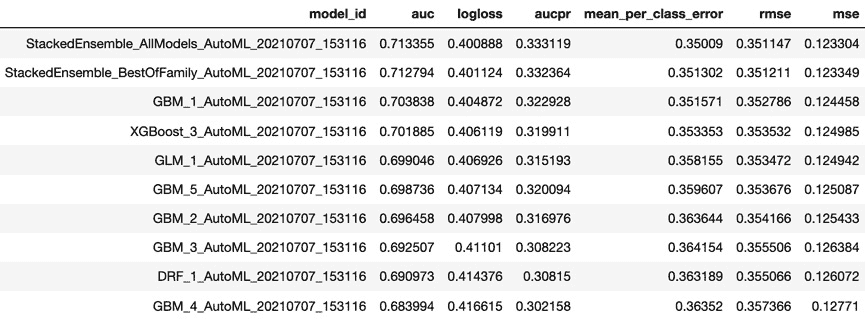 model_id auc logloss aucpr mean_per_class_error rmse mse
StackedEnsemble_AllModels_AutoML_20210707_153116 0.713355 0.400888 0.333119 0.35009 0.351147 0.123304
StackedEnsemble_BestOfFamily_AutoML_20210707_153116 0.712794 0.401124 0.332364 0.351302 0.351211 0.123349
GBM_1_AutoML_20210707_153116 0.703838 0.404872 0.322928 0.351571 0.352786 0.124458
XGBoost_3_AutoML_20210707_153116 0.701885 0.406119 0.319911 0.353353 0.353532 0.124985
GLM_1_AutoML_20210707_153116 0.699046 0.406926 0.315193 0.358155 0.353472 0.124942
GBM_5_AutoML_20210707_153116 0.698736 0.407134 0.320094 0.359607 0.353676 0.125087
GBM_2_AutoML_20210707_153116 0.696458 0.407998 0.316976 0.363644 0.354166 0.125433
GBM_3_AutoML_20210707_153116 0.692507 0.41101 0.308223 0.364154 0.355506 0.126384
DRF_1_AutoML_20210707_153116 0.690973 0.414376 0.30815 0.363189 0.355066 0.126072
GBM_4_AutoML_20210707_153116 0.683994 0.416615 0.302158 0.36352 0.357366 0.12771